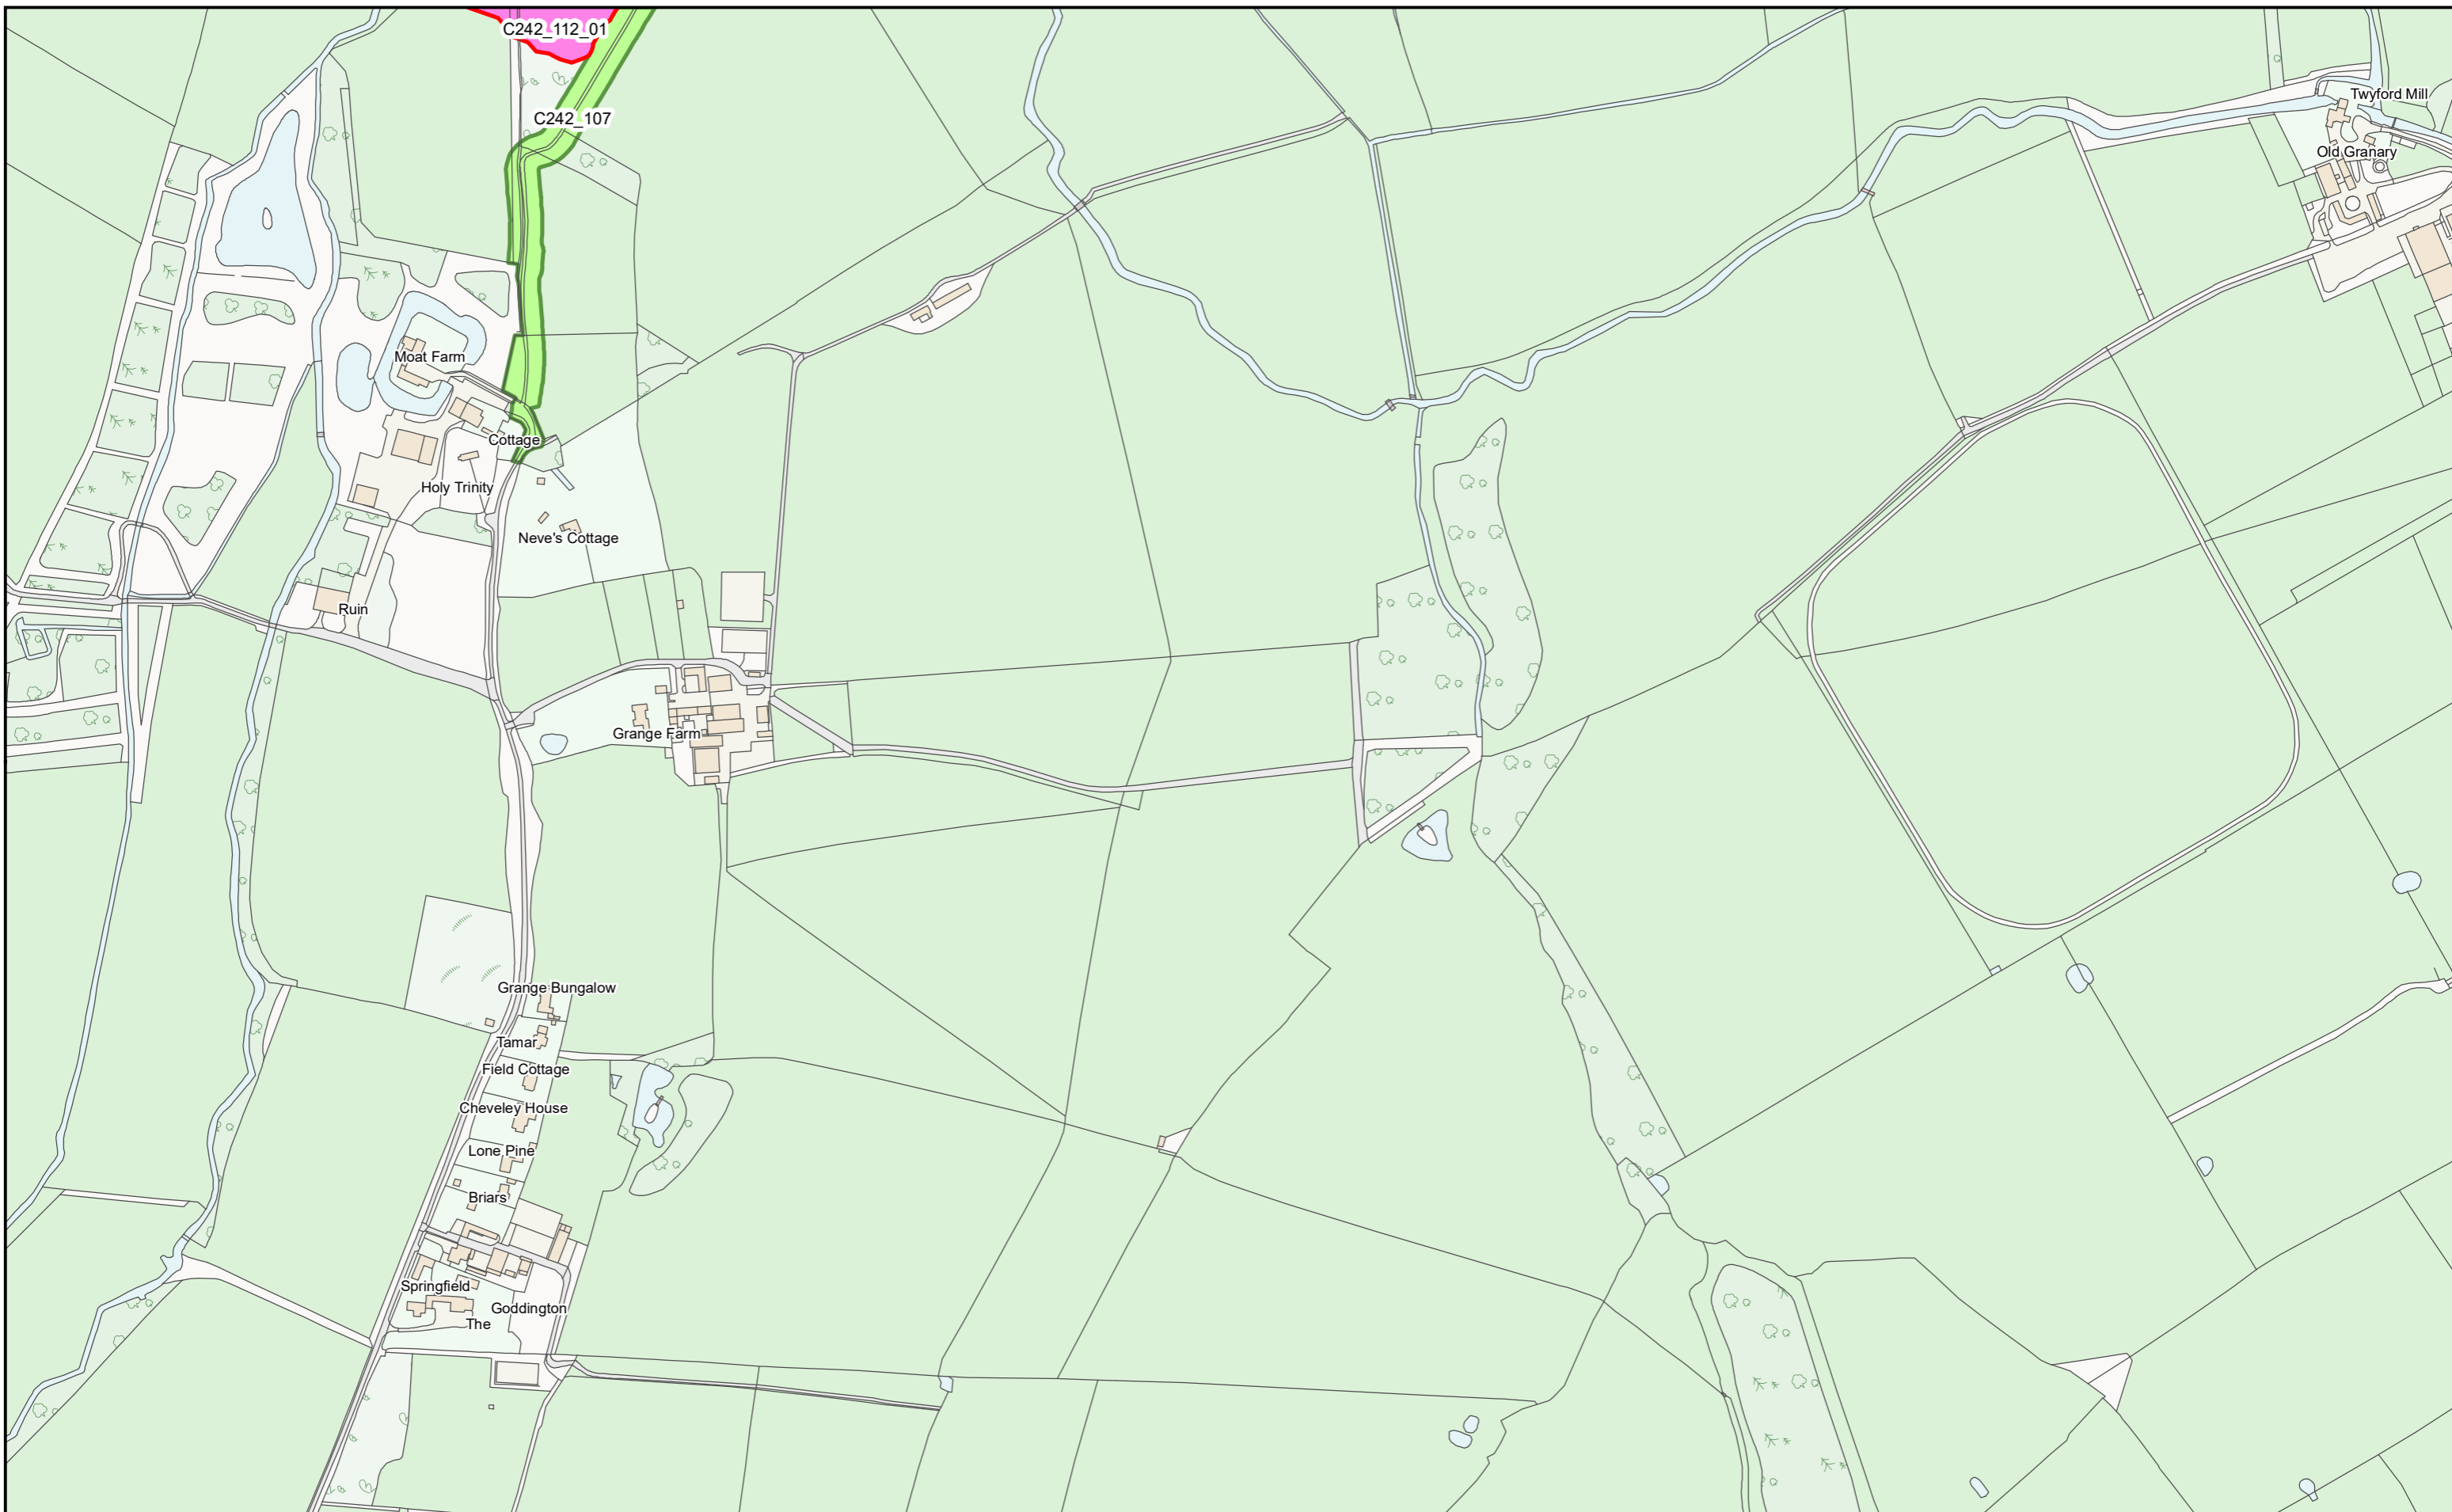 C242_112_01
Twyford Mill
C242_107
Old Granary
Moat Farm
Cottage
Holy Trinity
Neve's Cottage
Ruin
Grange Farm
Grange Bungalow
Tamar
Field Cottage
Cheveley House
Lone Pine
Briars
Springfield
Goddington
The